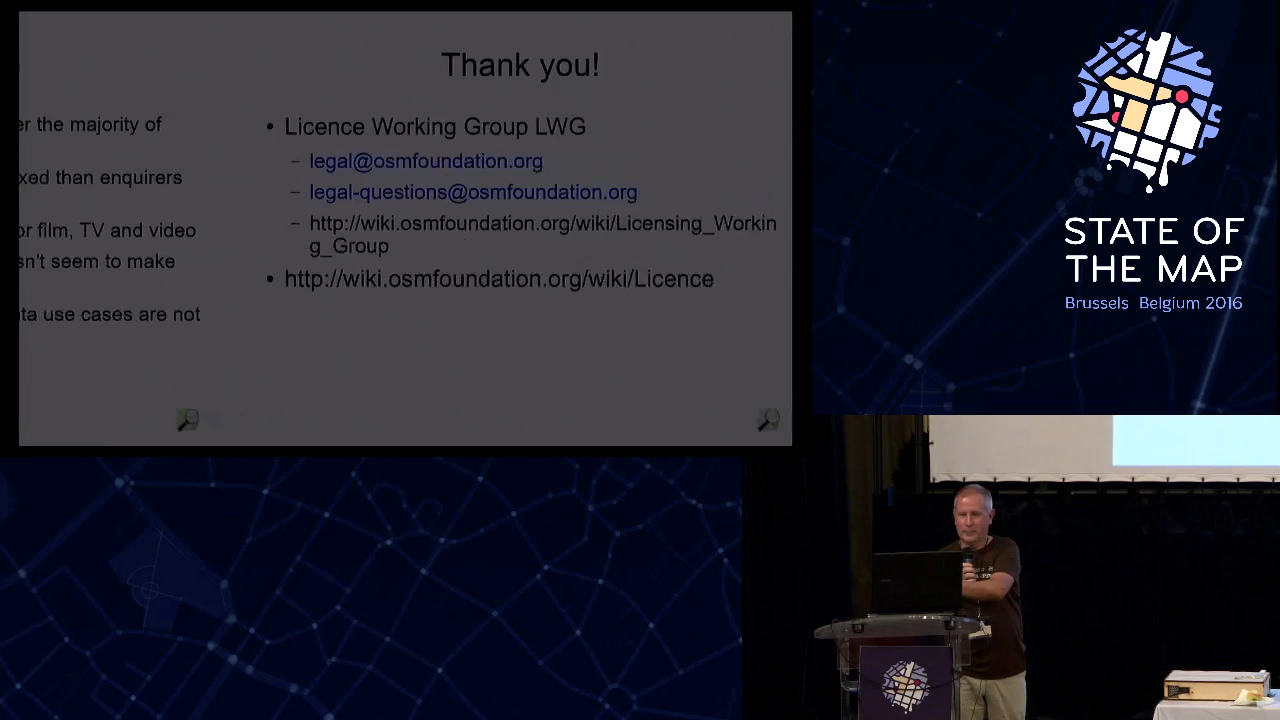 Thank you!
er the majority of
xed than enquirers
or film, TV and video
sn't seem to make
ta use cases are not
• Licence Working Group LWG
– legal@osmfoundation.org
– legal-questions@osmfoundation.org
– http://wiki.osmfoundation.org/wiki/Licensing_Workin
g_Group
• http://wiki.osmfoundation.org/wiki/Licence
STATE OF
THE MAP
Brussels Belgium 2016